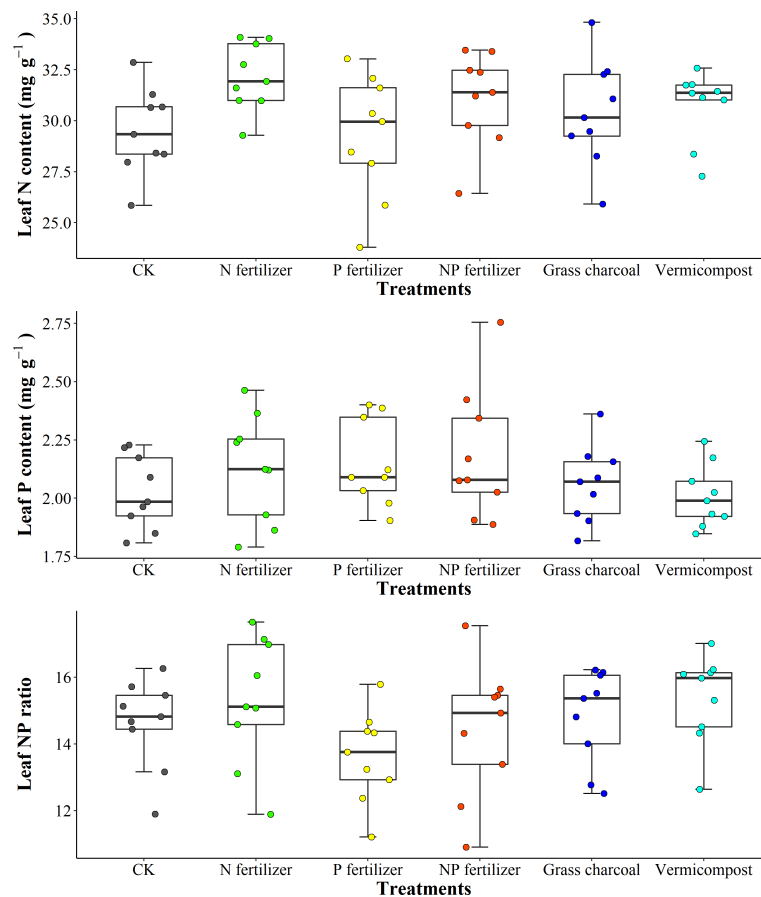 Leaf N content (mg g⁻¹ )
35.0
32.5
30.0
27.5
25.0
CK N fertilizer P fertilizer NP fertilizer Grass charcoal Vermicompost
Treatments
Leaf P content (mg g⁻¹ )
2.75
2.50
2.25
2.00
1.75
CK N fertilizer P fertilizer NP fertilizer Grass charcoal Vermicompost
Treatments
Leaf NP ratio
16
14
12
CK N fertilizer P fertilizer NP fertilizer Grass charcoal Vermicompost
Treatments